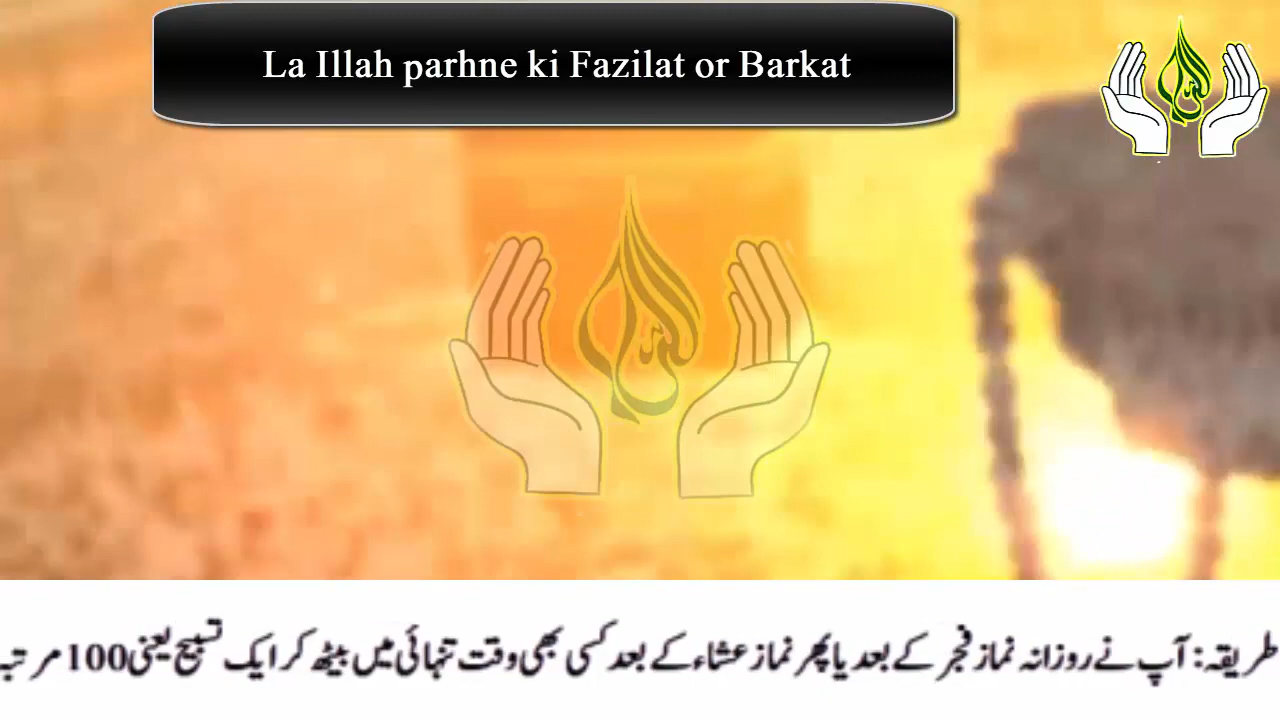 La Illah parhne ki Fazilat or Barkat
طریقہ: آپ نے روزانہ نماز فجر کے بعد یا پھر نماز عشاء کے بعد کسی بھی وقت تنہائی میں بیٹھ کر ایک تسبیح یعنی 100 مرتبہ